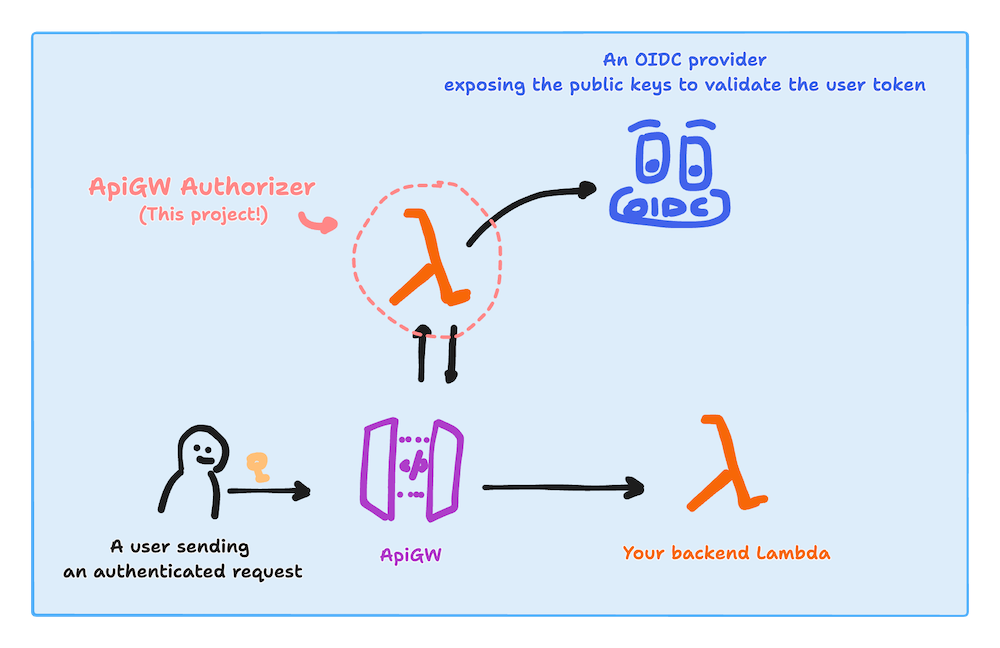 An OIDC provider
exposing the public keys to validate the user token
OIDC
ApiGW Authorizer
(This project!)
</>
A user sending
an authenticated request
ApiGW
Your backend Lambda